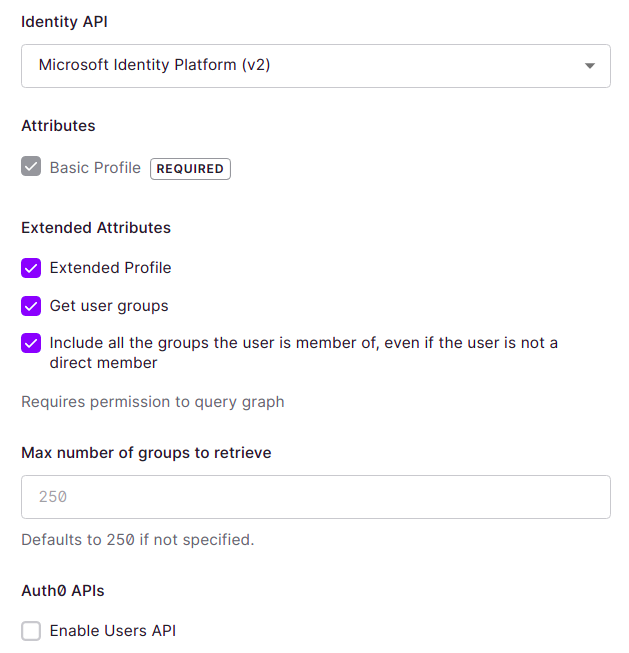 Identity API
Microsoft Identity Platform (v2)
Attributes
Basic Profile REQUIRED
Extended Attributes
Extended Profile
Get user groups
Include all the groups the user is member of, even if the user is not a
direct member
Requires permission to query graph
Max number of groups to retrieve
250
Defaults to 250 if not specified.
Auth0 APIs
Enable Users API